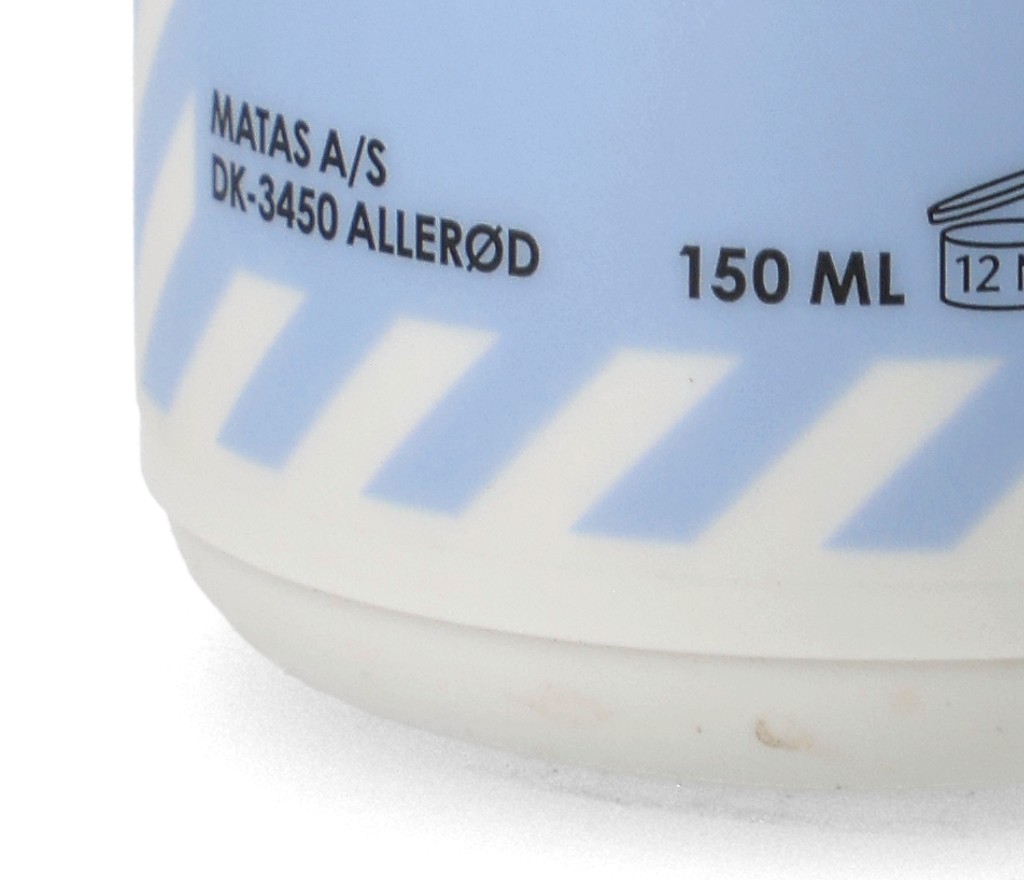 MATAS A/S
DK-3450 ALLERØD
150 ML
12